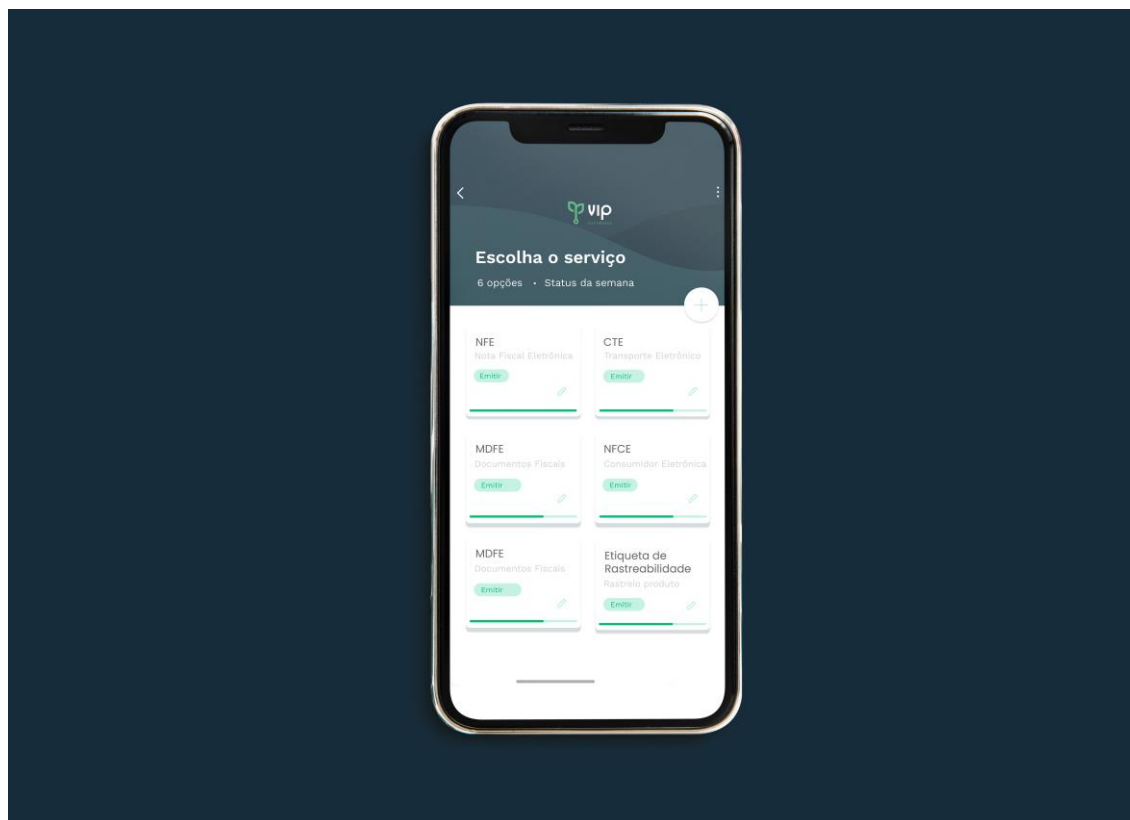 vip
Escolha o serviço
6 opções • Status da semana
NFE
Nota Fiscal Eletrônica
Emitir
CTE
Transporte Eletrônico
Emitir
MDFE
Documentos Fiscais
Emitir
NFCE
Consumidor Eletrônica
Emitir
MDFE
Documentos Fiscais
Emitir
Etiqueta de
Rastreabilidade
Rastreio produto
Emitir